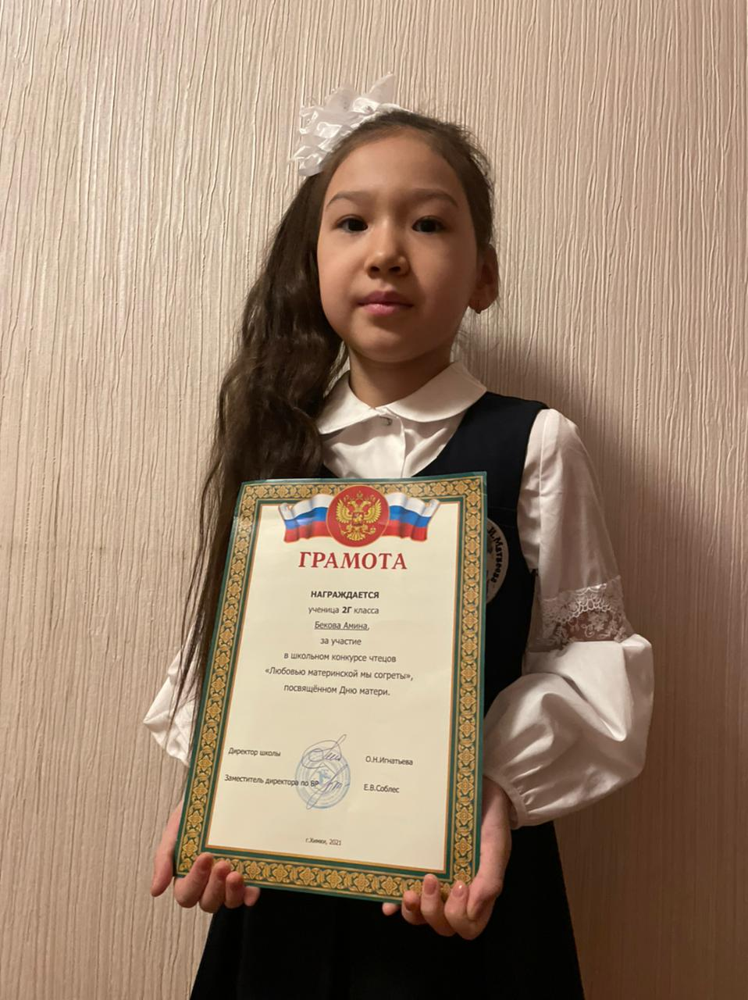 ГРАМОТА
НАГРАЖДАЕТСЯ
ученица 2Г класса
Бекова Амина,
за участие
в школьном конкурсе чтецов
«Любовью материнской мы согреты»,
посвящённом Дню матери.
Директор школы О.Н.Игнатьева
Заместитель директора по ВР Е.В.Соблес
г.Химки, 2021
И.Матвеева